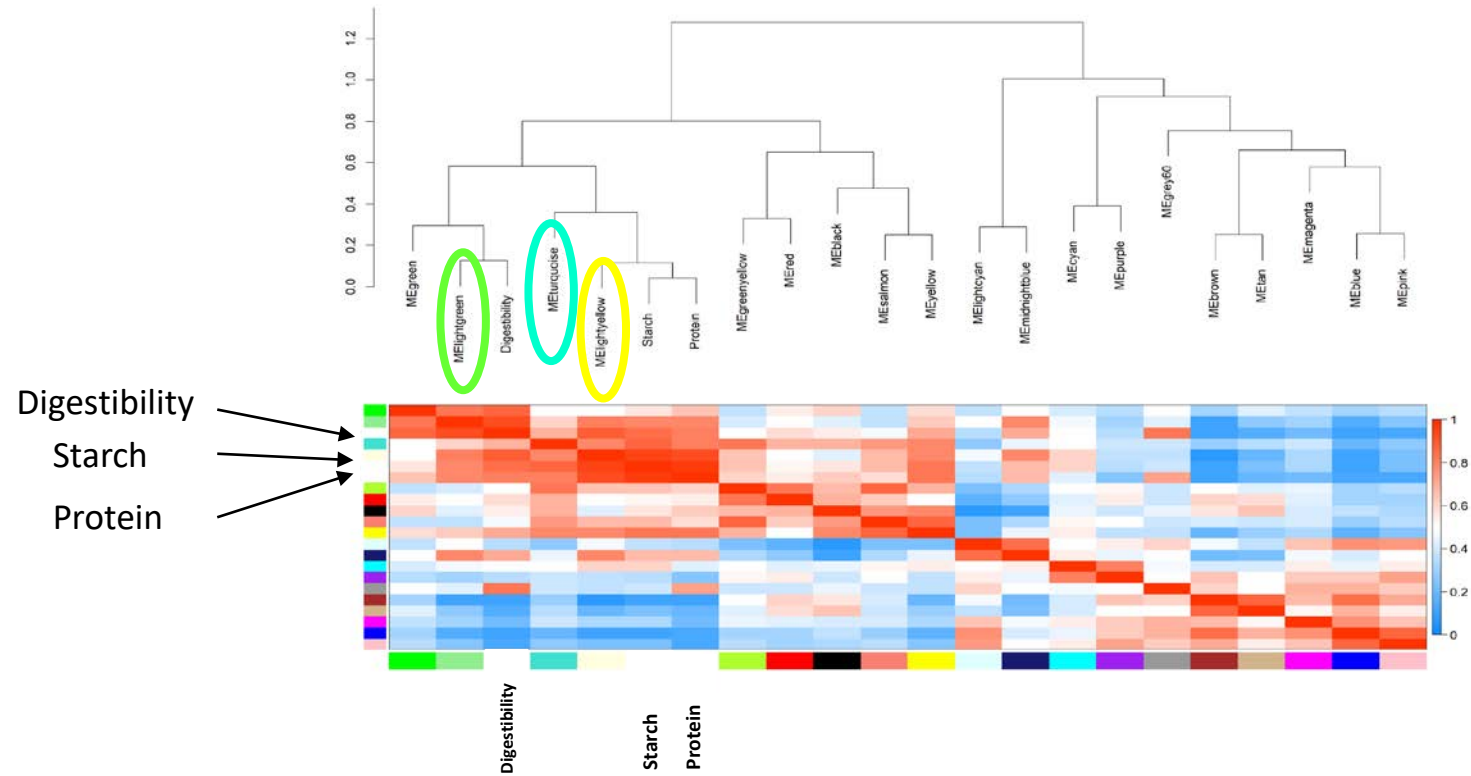 1.2
1.0
0.8
0.6
0.4
0.2
0.0
MEgreen
MElightgreen
Digestibility
MEturquoise
MElightyellow
Starch
Protein
MEgreenyellow
MEred
MEblack
MEsalmon
MEyellow
MElightcyan
MEmidnightblue
MEcyan
MEpurple
MEgrey60
MEbrown
MEtan
MEmagenta
MEblue
MEpink
Digestibility
Starch
Protein
1
0.8
0.6
0.4
0.2
0
Digestibility
Starch
Protein